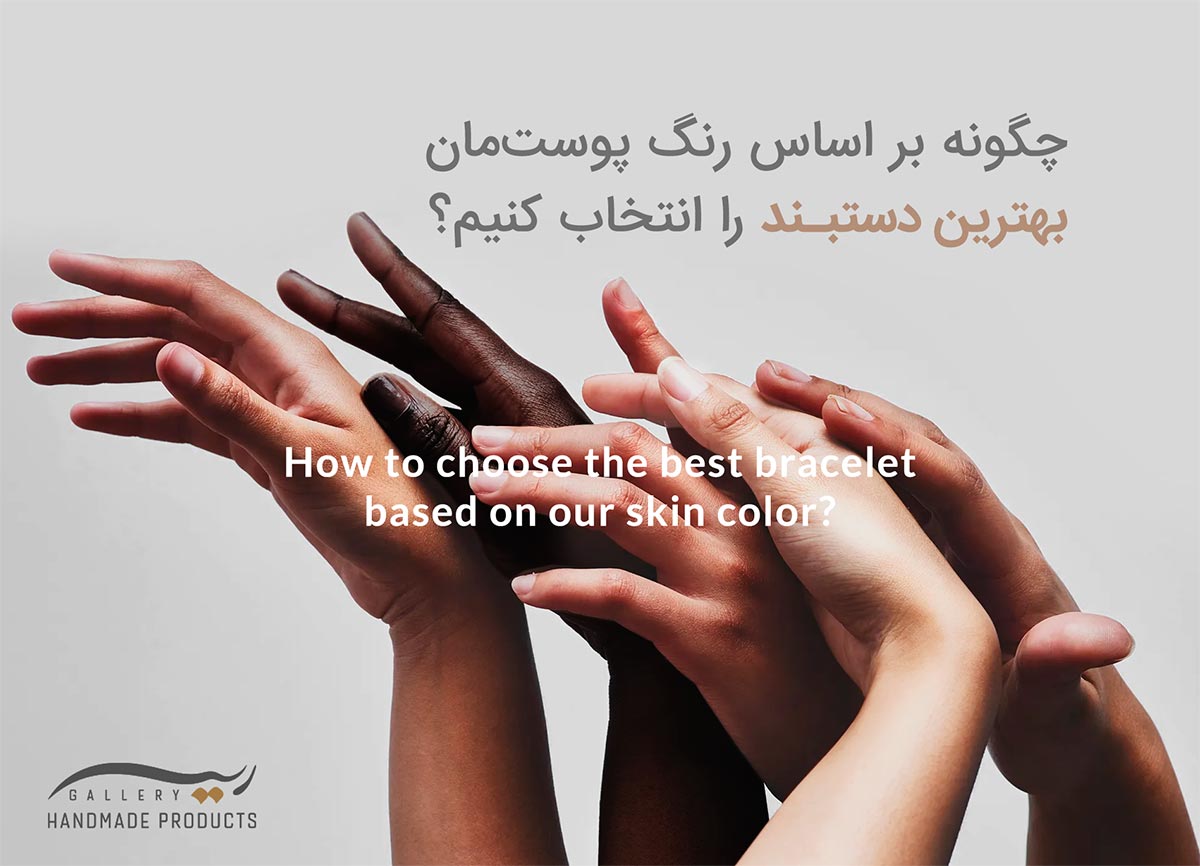 چگونه بر اساس رنگ پوست‌مان
بهترین دستبند را انتخاب کنیم؟
How to choose the best bracelet
based on our skin color?
GALLERY
HANDMADE PRODUCTS